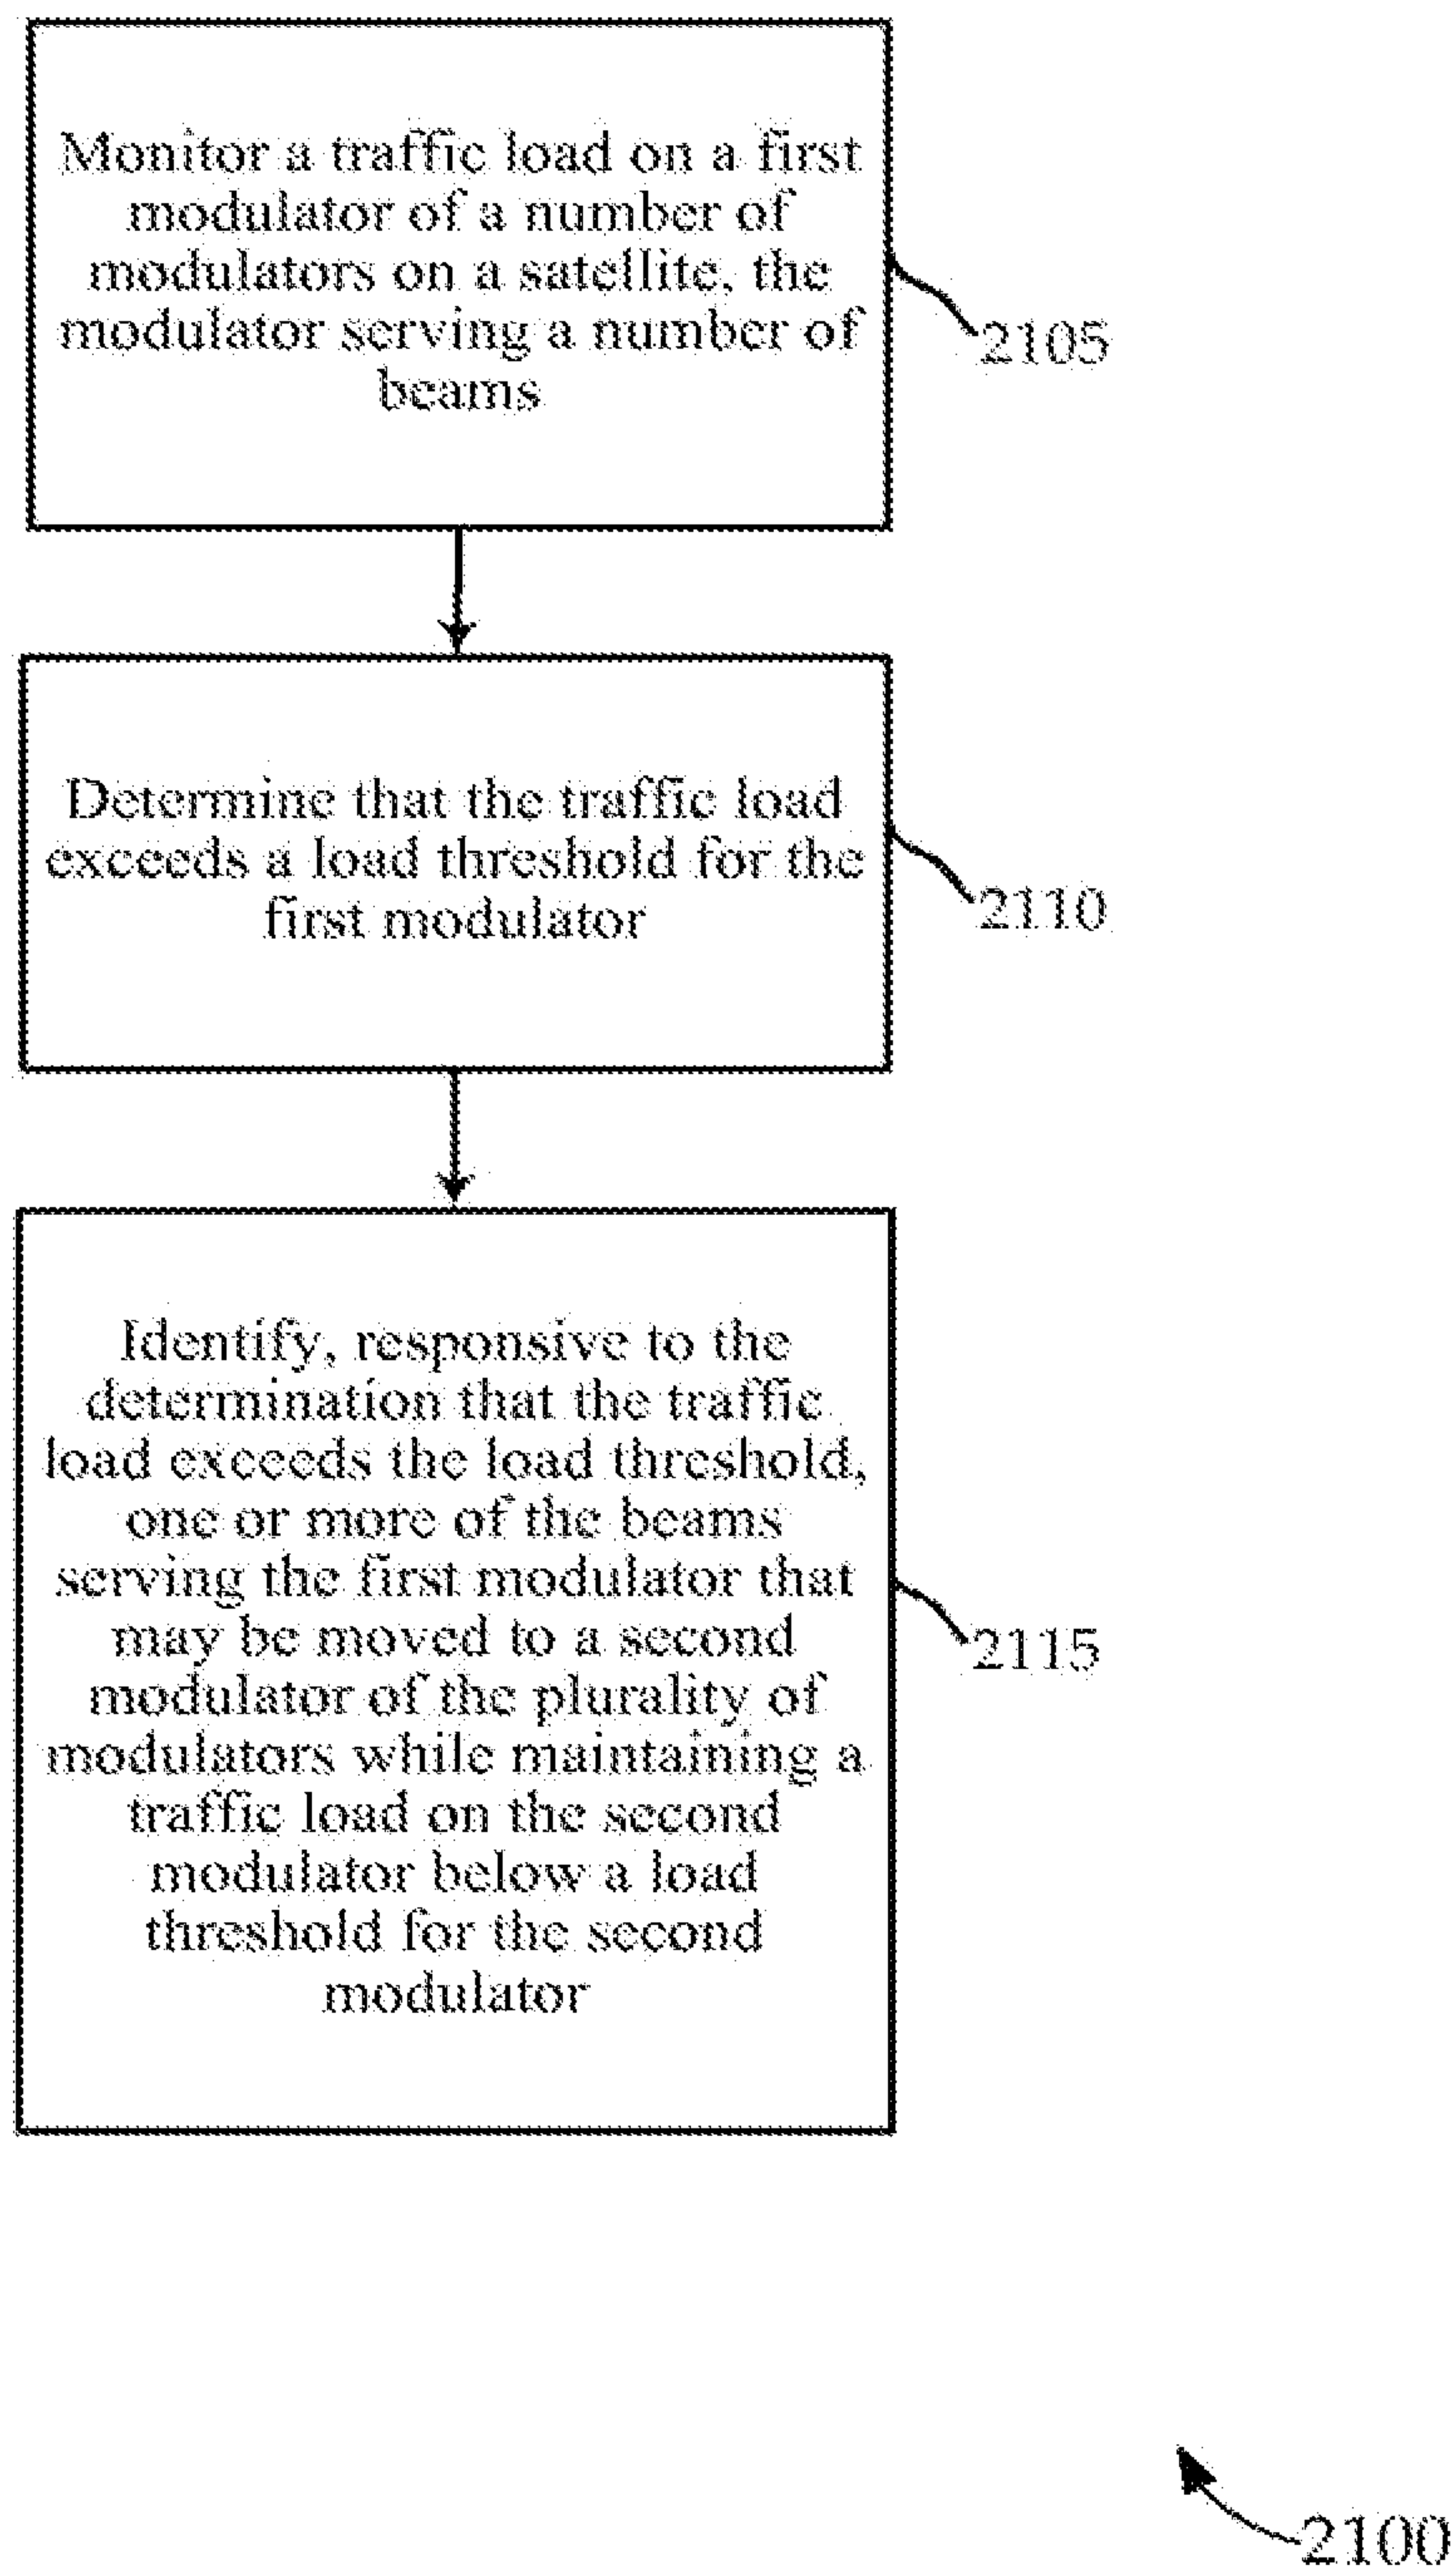 Monitor a traffic load on a first
modulator of a number of
modulators on a satellite, the
modulator serving a number of
beams
2105
Determine that the traffic load
exceeds a load threshold for the
first modulator
2110
Identify, responsive to the
determination that the traffic
load exceeds the load threshold,
one or more of the beams
serving the first modulator that
may be moved to a second
modulator of the plurality of
modulators while maintaining a
traffic load on the second
modulator below a load
threshold for the second
modulator
2115
2100